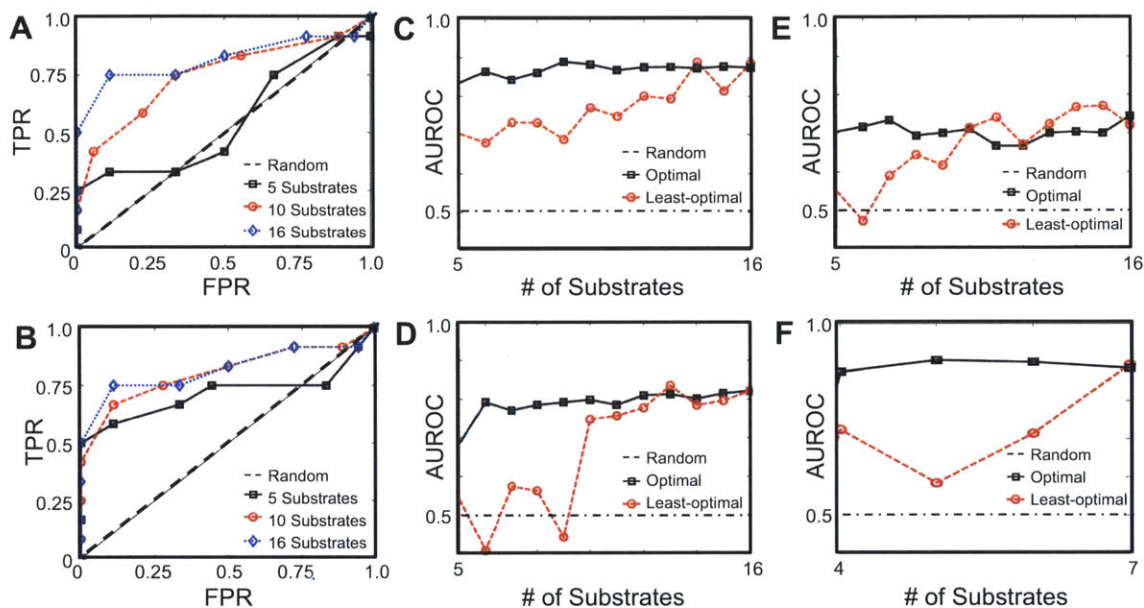 A
TPR
1.0
0.75
0.5
0.25
0
0.25
0.5
0.75
1.0
FPR
Random
5 Substrates
10 Substrates
16 Substrates
C
AUROC
1.0
0.5
5
16
# of Substrates
Random
Optimal
Least-optimal
E
AUROC
1.0
0.5
5
16
# of Substrates
Random
Optimal
Least-optimal
B
TPR
1.0
0.75
0.5
0.25
0
0.25
0.5
0.75
1.0
FPR
Random
5 Substrates
10 Substrates
16 Substrates
D
AUROC
1.0
0.5
5
16
# of Substrates
Random
Optimal
Least-optimal
F
AUROC
1.0
0.5
4
7
# of Substrates
Random
Optimal
Least-optimal